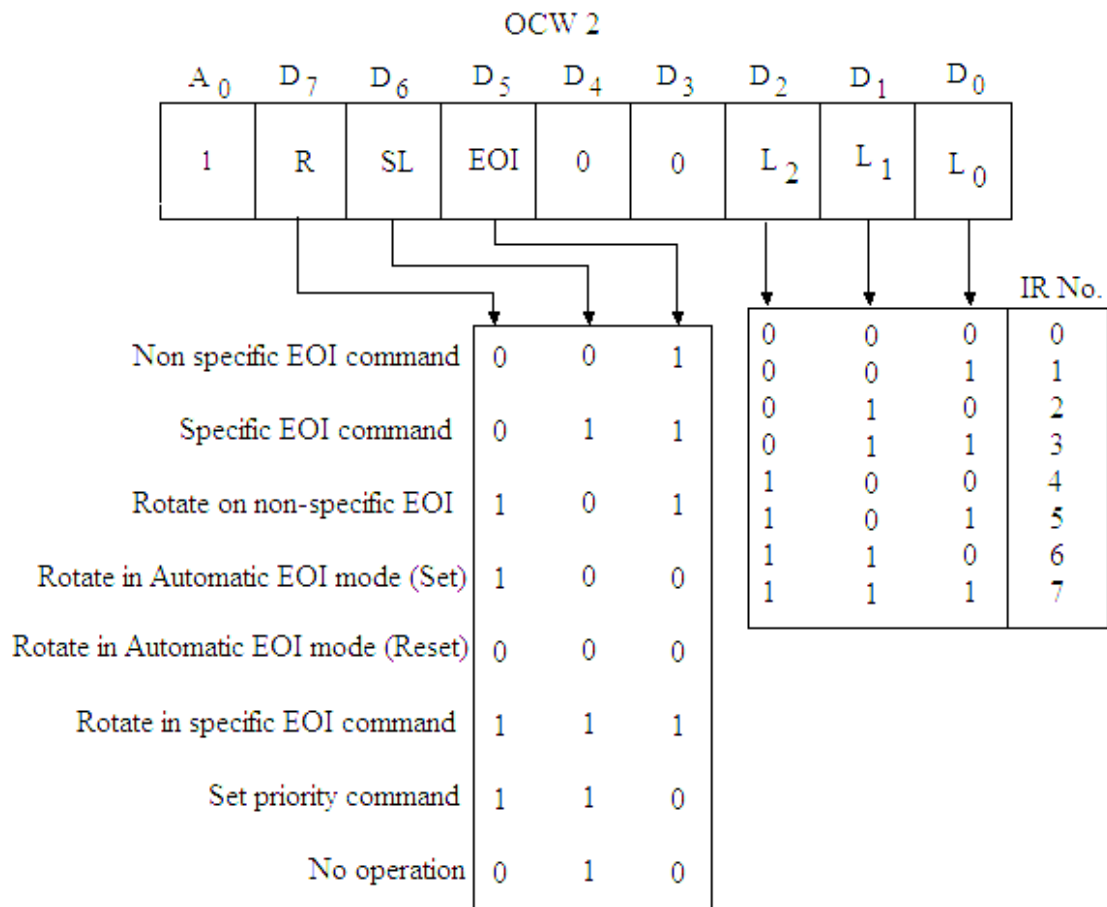 OCW 2
A0 D7 D6 D5 D4 D3 D2 D1 D0
1 R SL EOI 0 0 L2 L1 L0
IR No.
0 0 0 0
0 0 1 1
0 1 0 2
0 1 1 3
1 0 0 4
1 0 1 5
1 1 0 6
1 1 1 7
Non specific EOI command 0 0 1
Specific EOI command 0 1 1
Rotate on non-specific EOI 1 0 1
Rotate in Automatic EOI mode (Set) 1 0 0
Rotate in Automatic EOI mode (Reset) 0 0 0
Rotate in specific EOI command 1 1 1
Set priority command 1 1 0
No operation 0 1 0